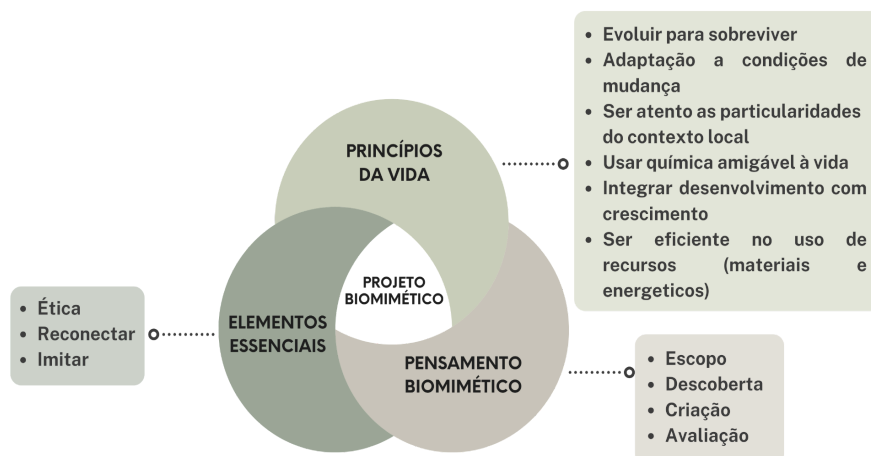 PRINCÍPIOS
DA VIDA
• Evoluir para sobreviver
• Adaptação a condições de
mudança
• Ser atento as particularidades
do contexto local
• Usar química amigável à vida
• Integrar desenvolvimento com
crescimento
• Ser eficiente no uso de
recursos (materiais e
energeticos)
PROJETO
BIOMIMÉTICO
ELEMENTOS
ESSENCIAIS
• Ética
• Reconectar
• Imitar
PENSAMENTO
BIOMIMÉTICO
• Escopo
• Descoberta
• Criação
• Avaliação